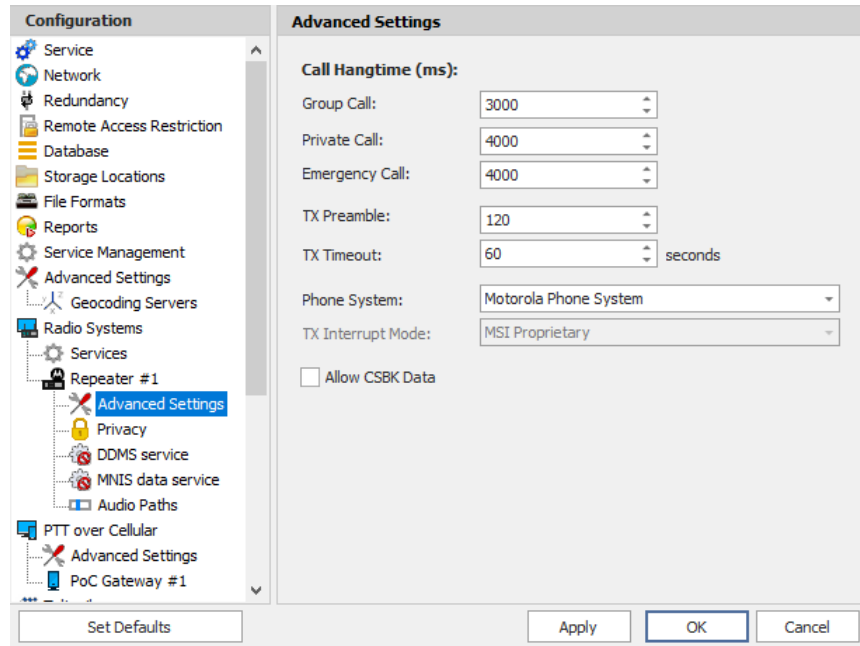 Configuration
Service
Network
Redundancy
Remote Access Restriction
Database
Storage Locations
File Formats
Reports
Service Management
Advanced Settings
Geocoding Servers
Radio Systems
Services
Repeater #1
Advanced Settings
Privacy
DDMS service
MNIS data service
Audio Paths
PTT over Cellular
Advanced Settings
PoC Gateway #1
Set Defaults
Advanced Settings
Call Hangtime (ms):
Group Call: 3000
Private Call: 4000
Emergency Call: 4000
TX Preamble: 120
TX Timeout: 60 seconds
Phone System: Motorola Phone System
TX Interrupt Mode: MSI Proprietary
Allow CSBK Data
Apply OK Cancel